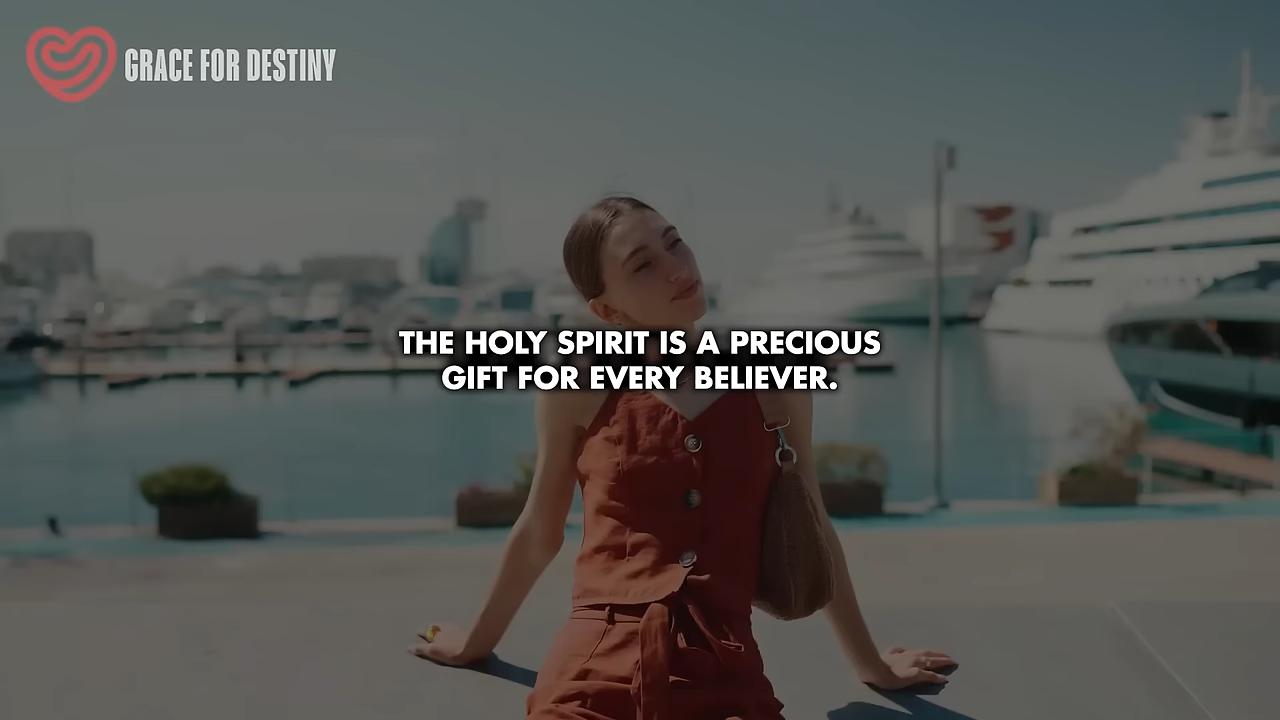 GRACE FOR DESTINY
THE HOLY SPIRIT IS A PRECIOUS
GIFT FOR EVERY BELIEVER.